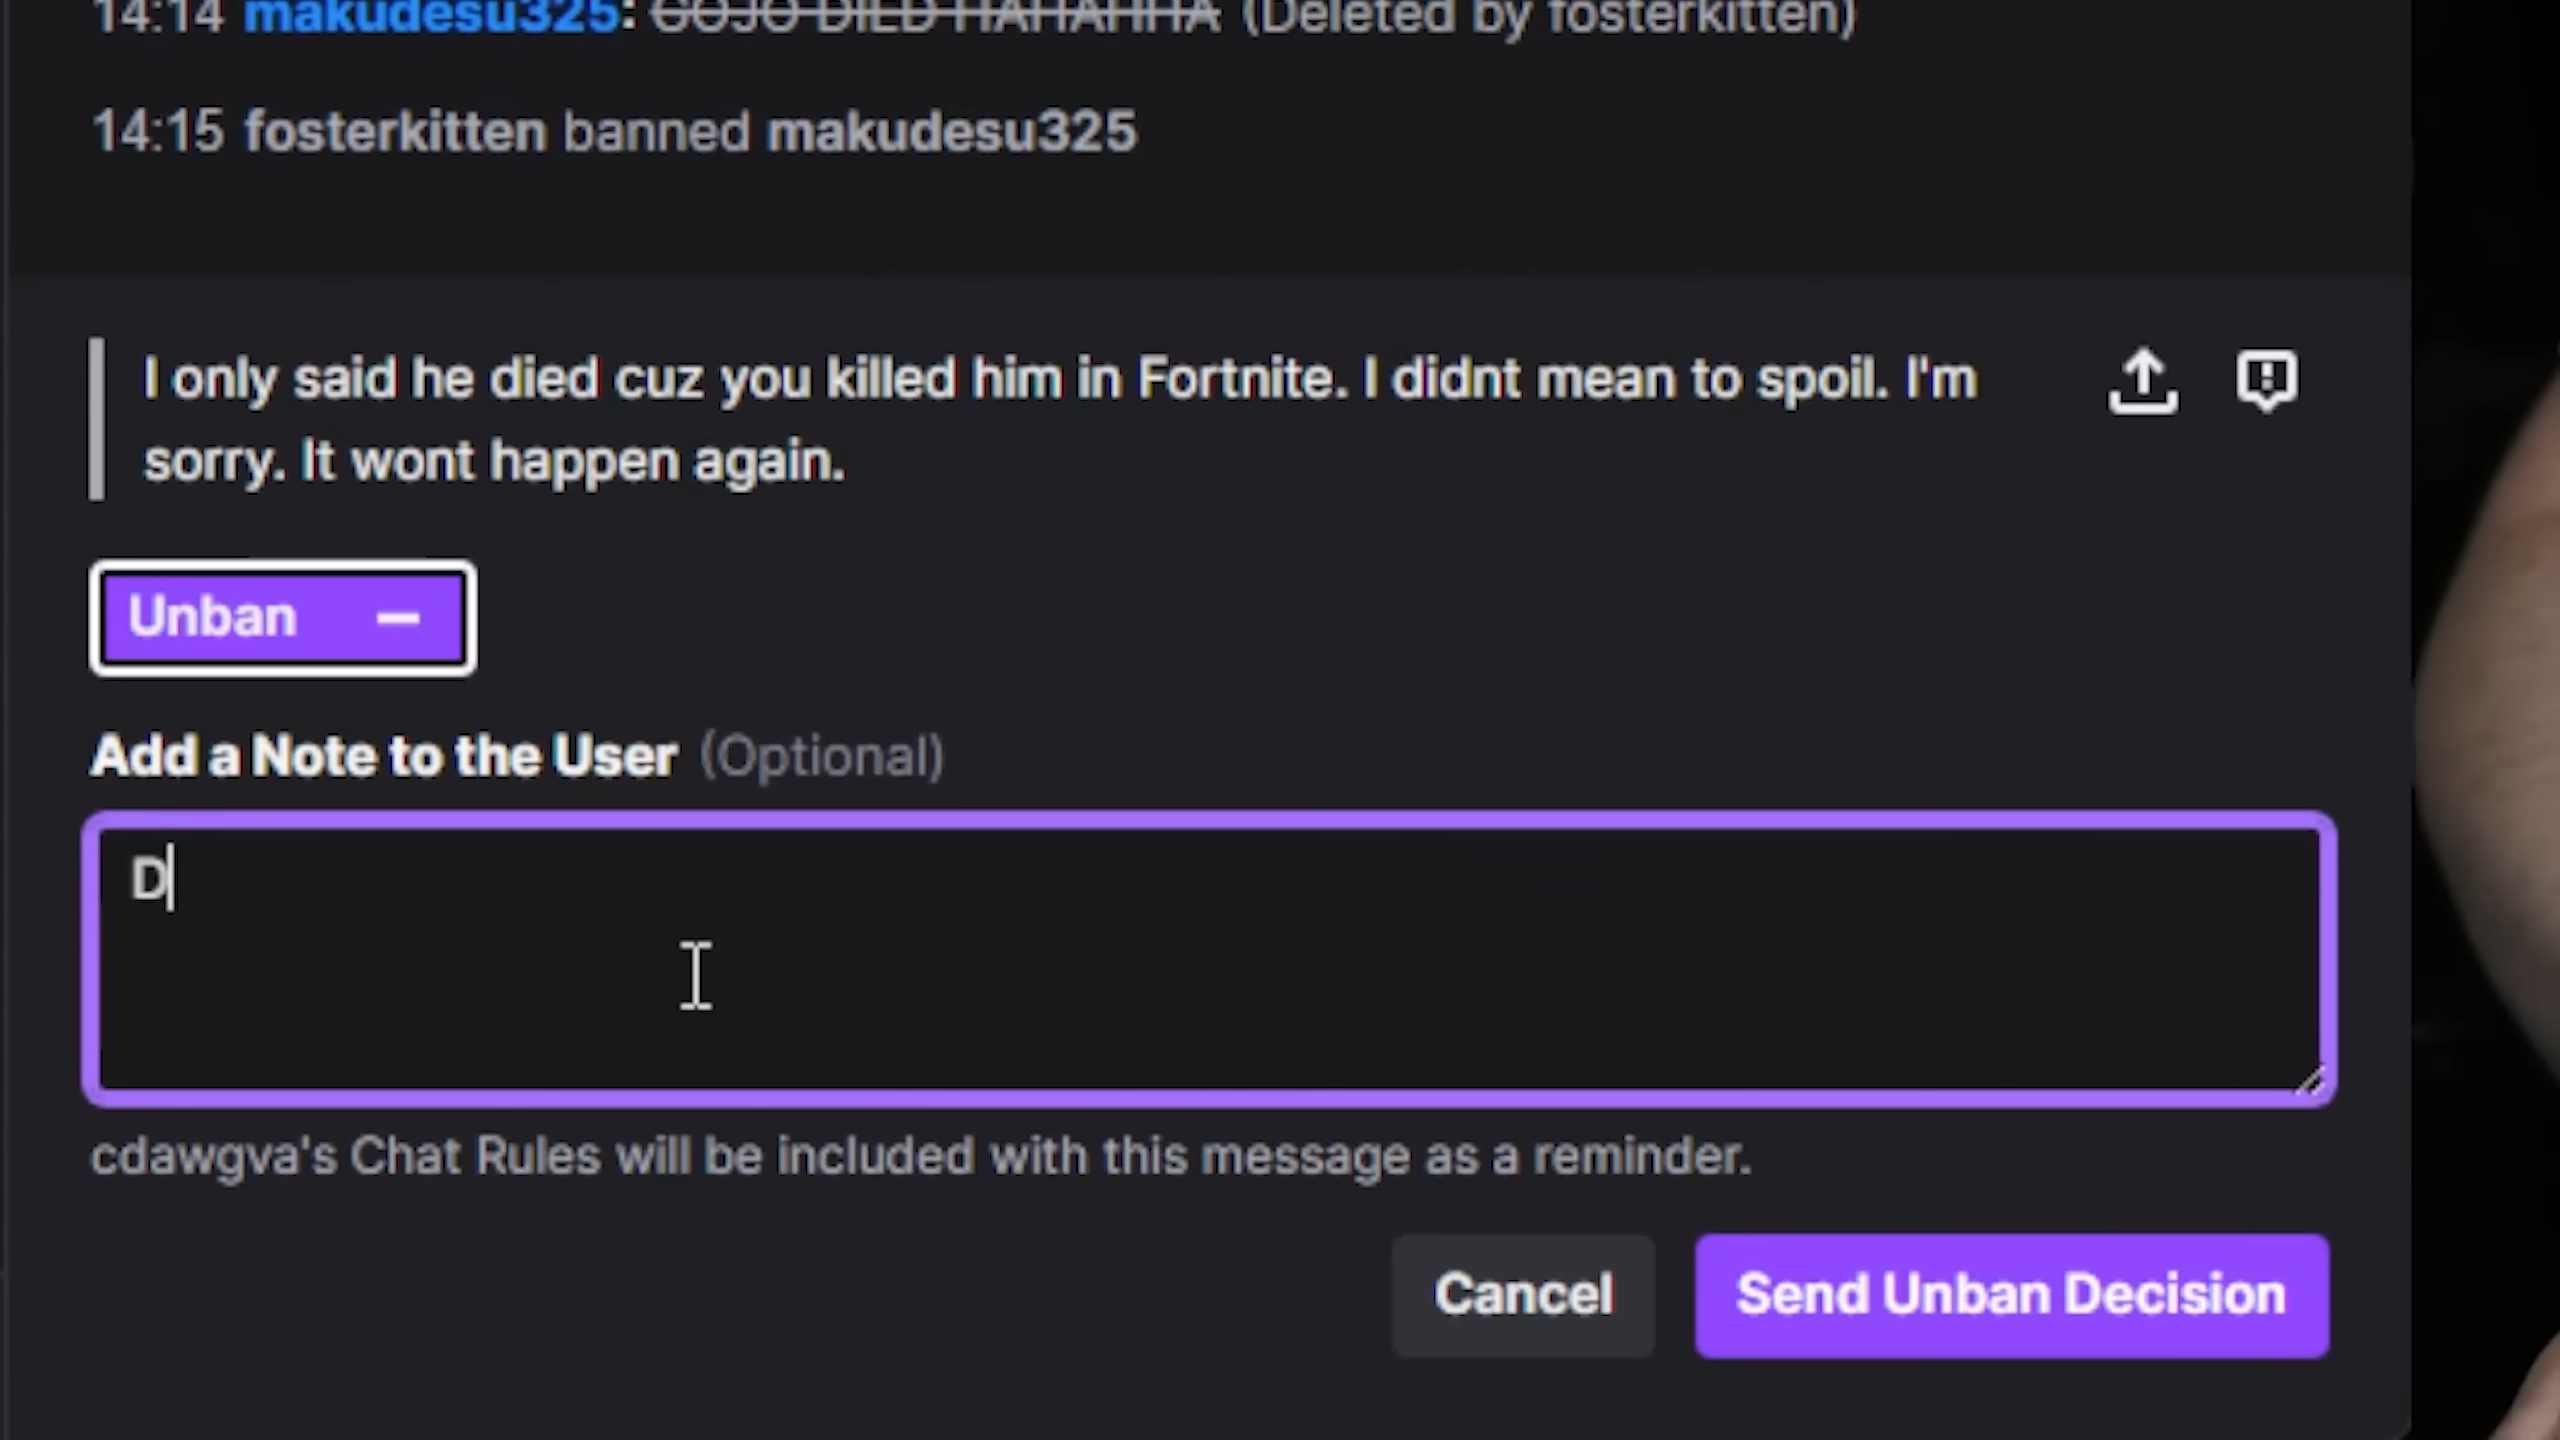 14:14 makudesu325: GOJO DIED HAHAHHA (Deleted by fosterkitten)
14:15 fosterkitten banned makudesu325
I only said he died cuz you killed him in Fortnite. I didnt mean to spoil. I'm
sorry. It wont happen again.
Unban
Add a Note to the User (Optional)
D
cdawgva's Chat Rules will be included with this message as a reminder.
Cancel
Send Unban Decision